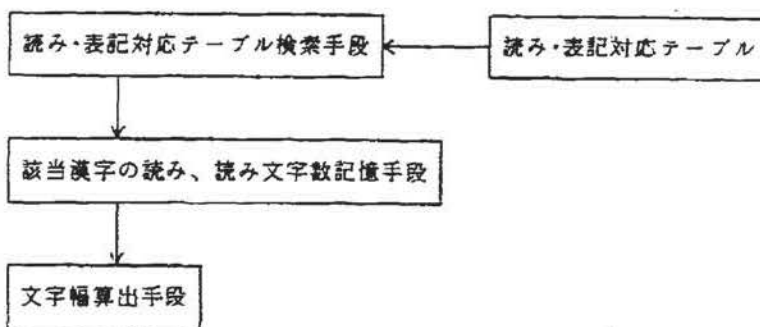 読み・表記対応テーブル検索手段
読み・表記対応テーブル
該当漢字の読み、読み文字数記憶手段
文字幅算出手段